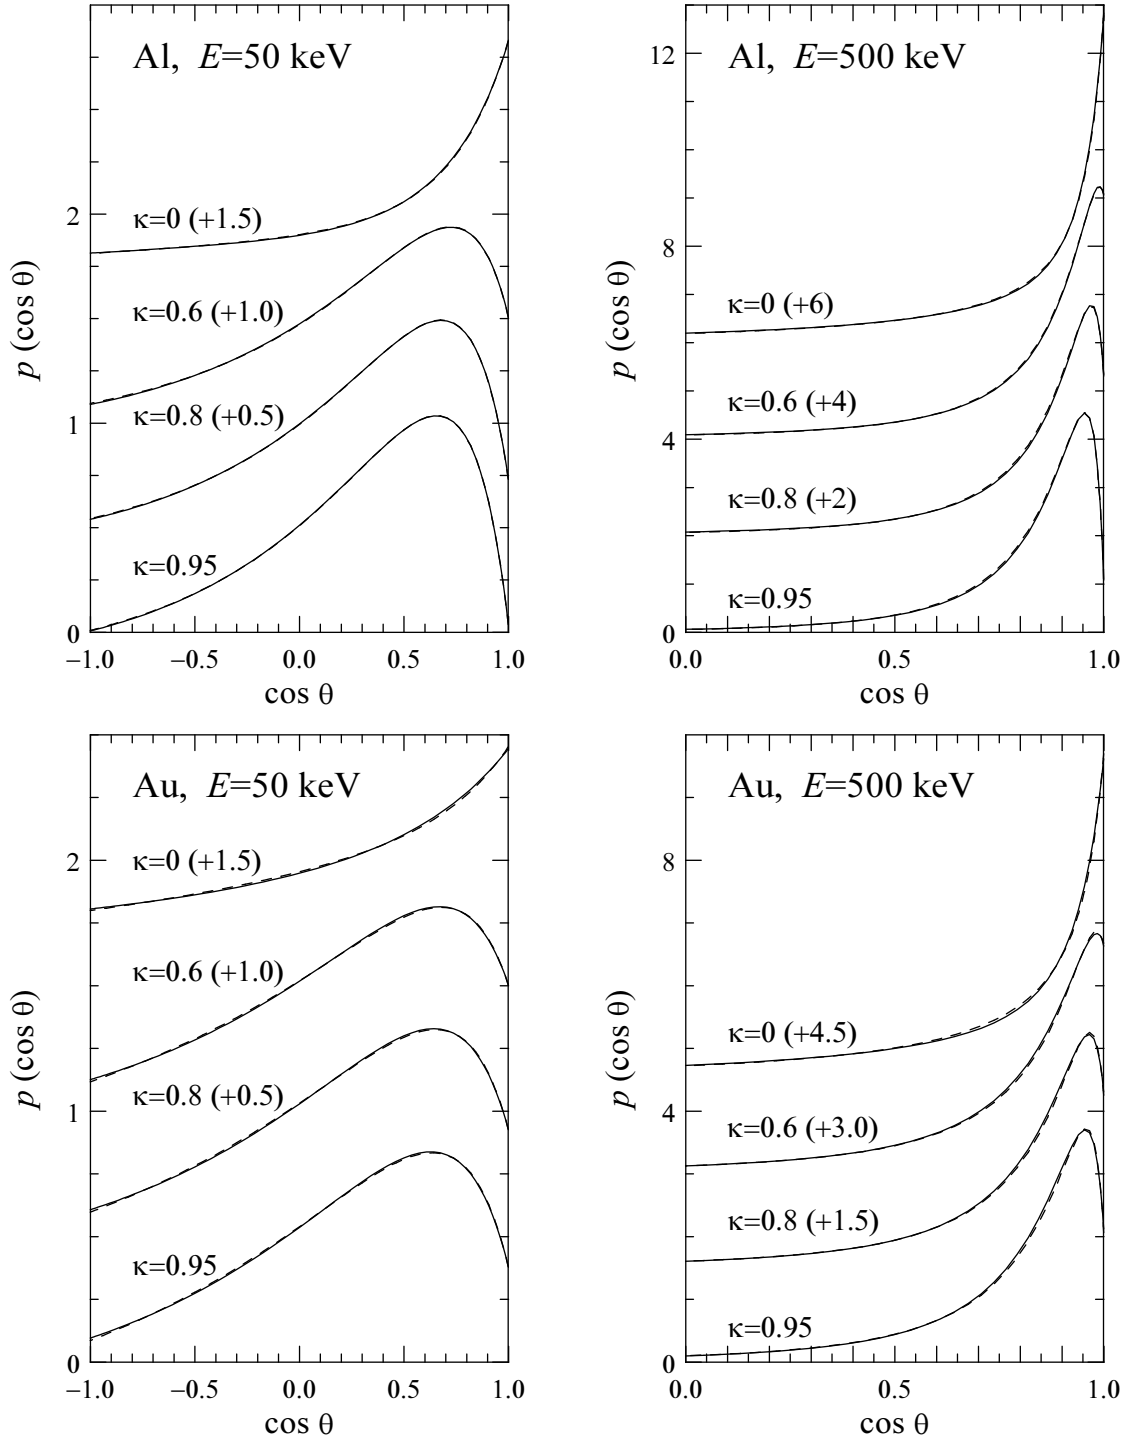 Al, E=50 keV
κ=0 (+1.5)
κ=0.6 (+1.0)
κ=0.8 (+0.5)
κ=0.95
2
1
0
−1.0 −0.5 0.0 0.5 1.0
cos θ
p (cos θ)
Al, E=500 keV
κ=0 (+6)
κ=0.6 (+4)
κ=0.8 (+2)
κ=0.95
12
8
4
0
0.0 0.5 1.0
cos θ
p (cos θ)
Au, E=50 keV
κ=0 (+1.5)
κ=0.6 (+1.0)
κ=0.8 (+0.5)
κ=0.95
2
1
0
−1.0 −0.5 0.0 0.5 1.0
cos θ
p (cos θ)
Au, E=500 keV
κ=0 (+4.5)
κ=0.6 (+3.0)
κ=0.8 (+1.5)
κ=0.95
8
4
0
0.0 0.5 1.0
cos θ
p (cos θ)